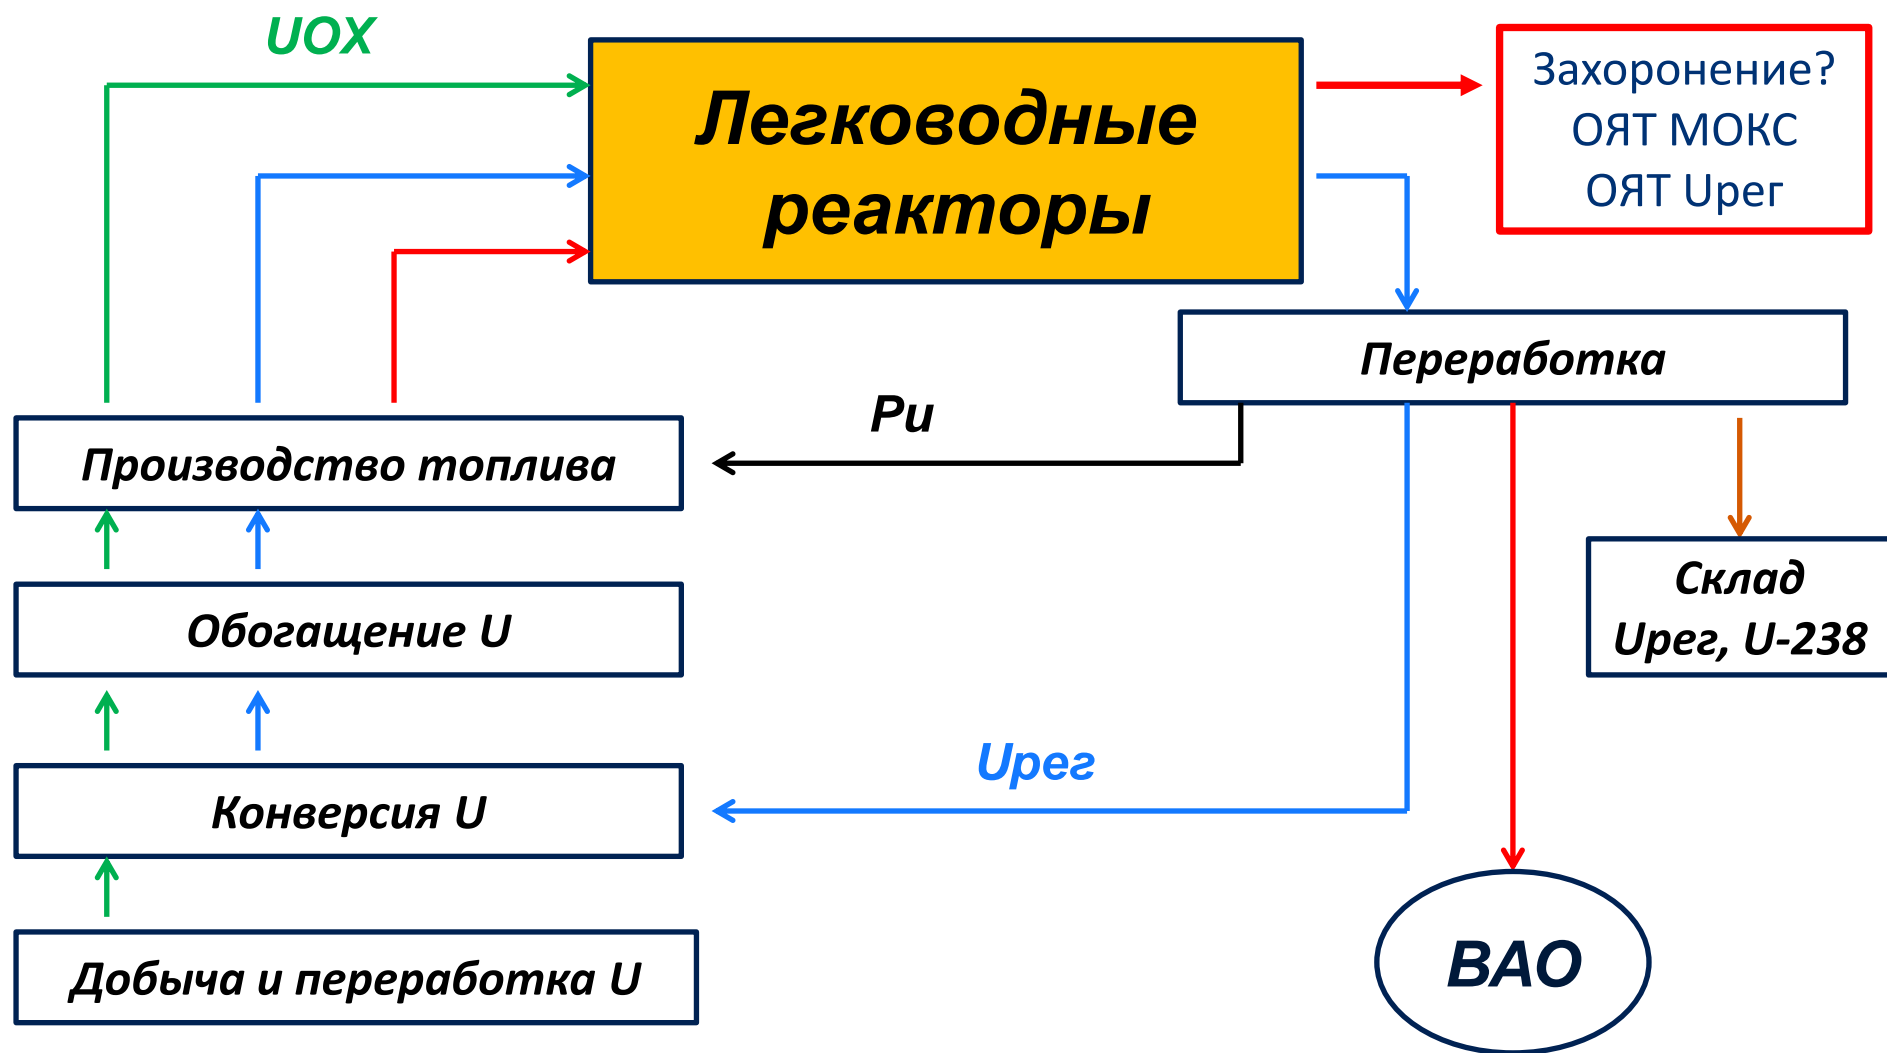 UOX
Легководные
реакторы
Захоронение?
ОЯТ МОКС
ОЯТ Uрег
Переработка
Pu
Производство топлива
Склад
Uрег, U-238
Обогащение U
Uрег
Конверсия U
ВАО
Добыча и переработка U